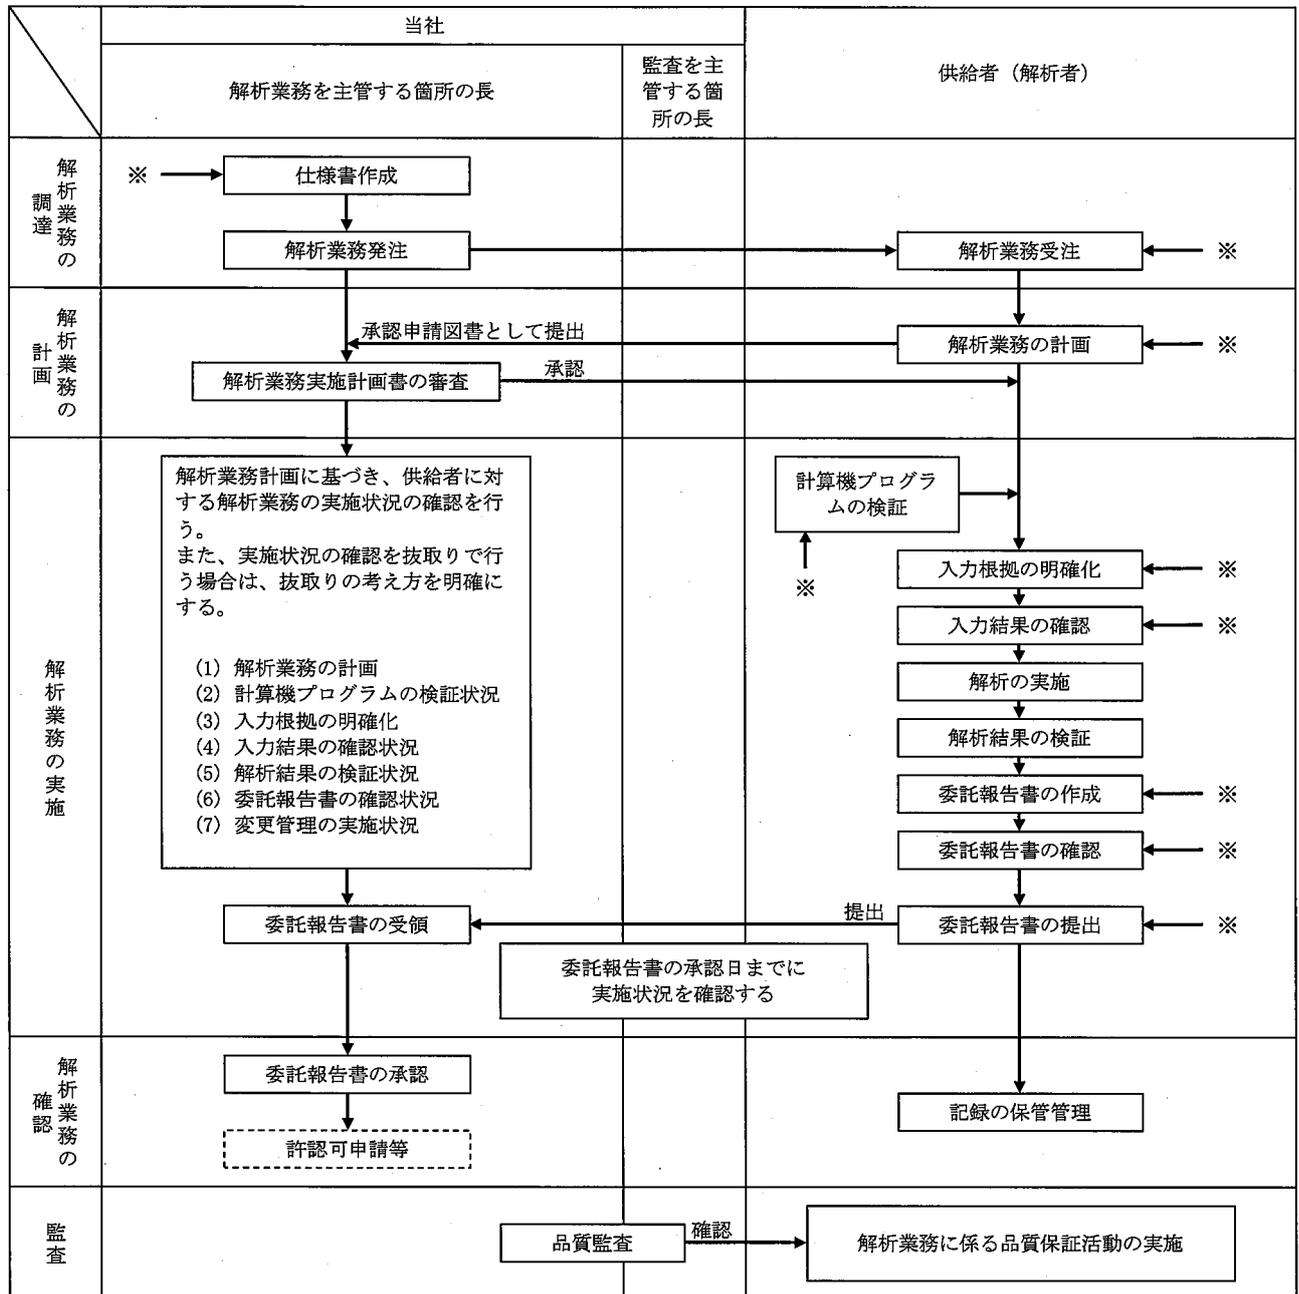 当社
解析業務を主管する箇所の長
監査を主
管する箇
所の長
供給者（解析者）
解析業務の
調達
※
仕様書作成
解析業務発注
解析業務受注
※
解析業務の
計画
承認申請図書として提出
解析業務の計画
※
解析業務実施計画書の審査
承認
解析業務の実施
解析業務計画に基づき、供給者に対
する解析業務の実施状況の確認を行
う。
また、実施状況の確認を抜取りで行
う場合は、抜取りの考え方を明確に
する。
(1) 解析業務の計画
(2) 計算機プログラムの検証状況
(3) 入力根拠の明確化
(4) 入力結果の確認状況
(5) 解析結果の検証状況
(6) 委託報告書の確認状況
(7) 変更管理の実施状況
計算機プログラ
ムの検証
※
入力根拠の明確化
※
入力結果の確認
※
解析の実施
解析結果の検証
委託報告書の作成
※
委託報告書の確認
※
委託報告書の受領
提出
委託報告書の提出
※
委託報告書の承認日までに
実施状況を確認する
解析業務の
確認
委託報告書の承認
記録の保管管理
許認可申請等
監査
品質監査
確認
解析業務に係る品質保証活動の実施